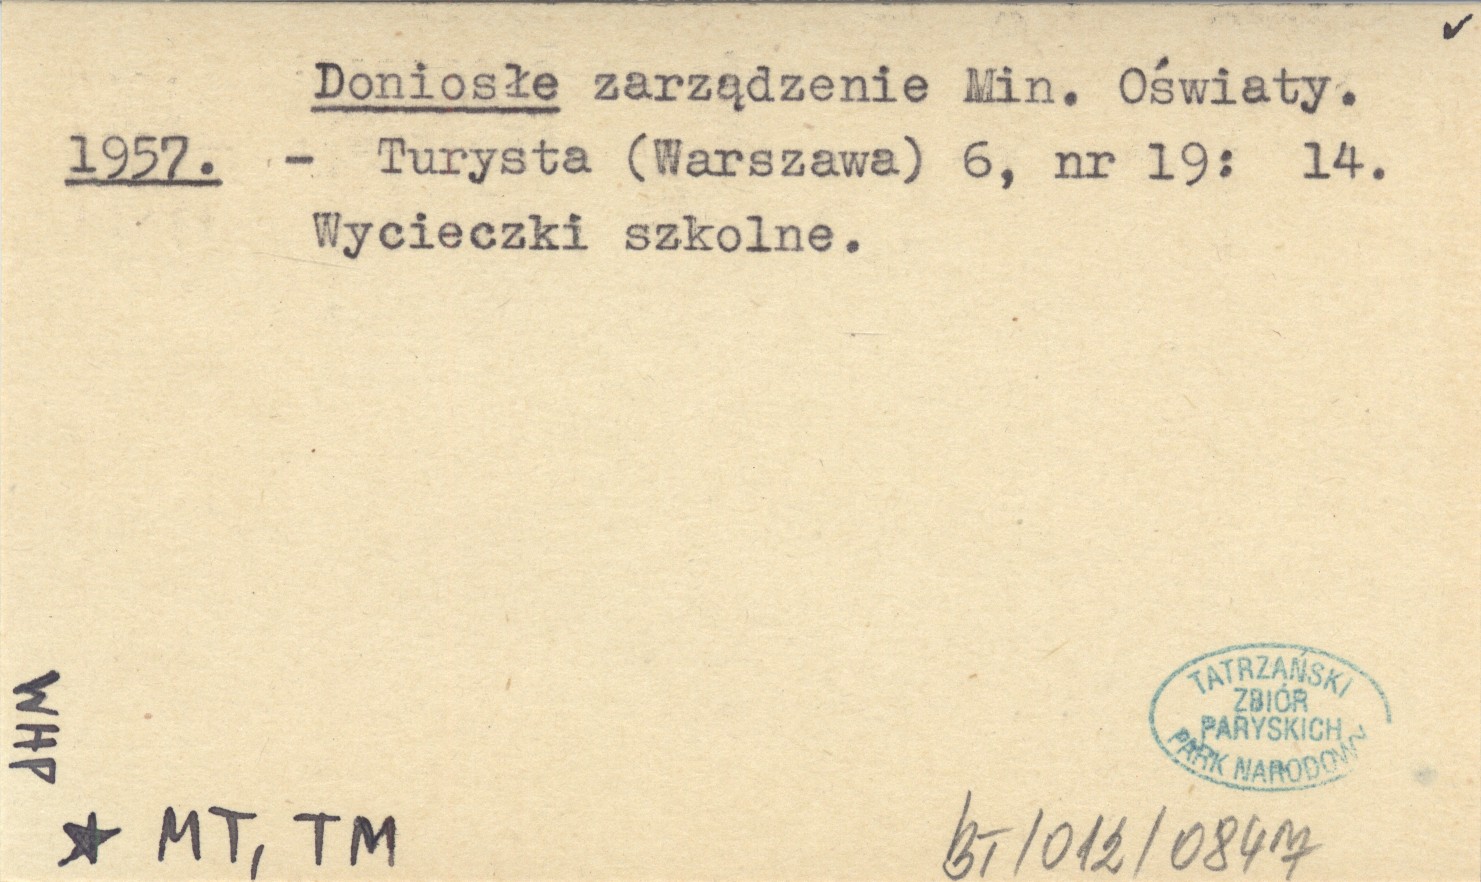 Doniosłe zarządzenie Min. Oświaty.
1957. - Turysta (Warszawa) 6, nr 19: 14.
Wycieczki szkolne.
WHP
TATRZAŃSKI
ZBIÓR
PARYSKICH
PARK NARODOWY
★ MT, TM
BT/012/0847